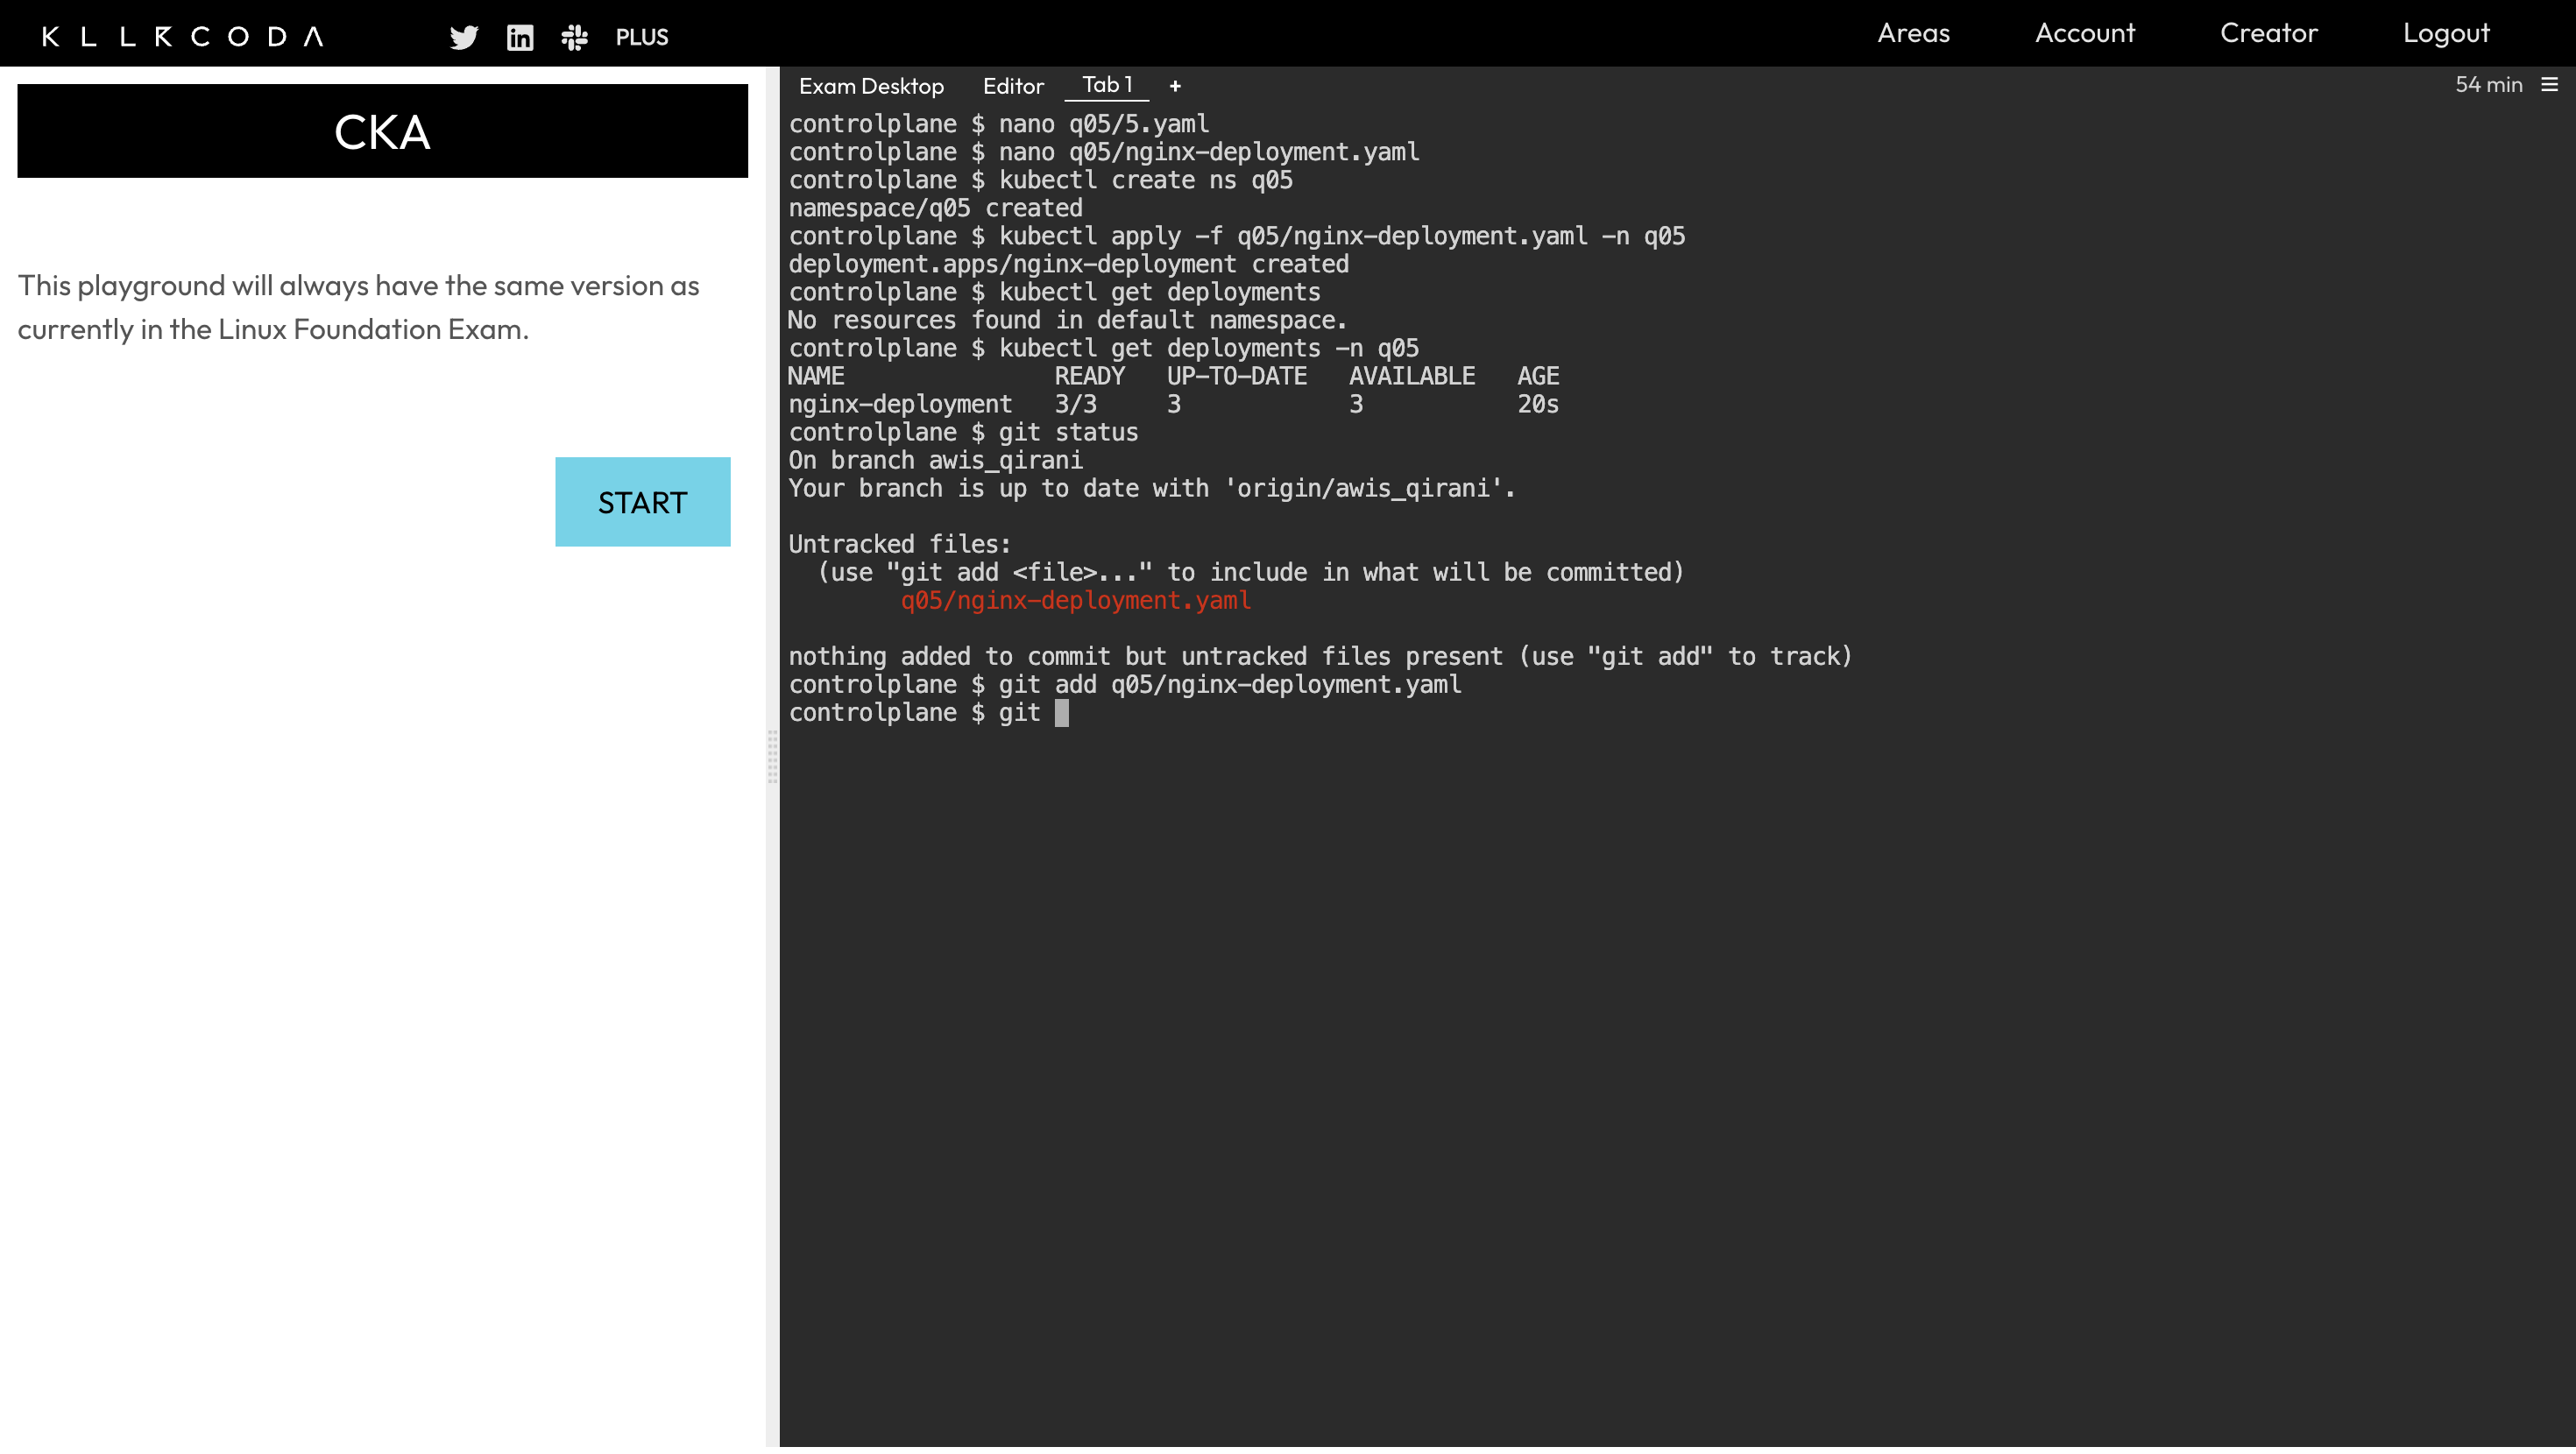 KILLERCODA PLUS Areas Account Creator Logout
CKA
This playground will always have the same version as
currently in the Linux Foundation Exam.
START
Exam Desktop Editor Tab 1 + 54 min
controlplane $ nano q05/5.yaml
controlplane $ nano q05/nginx-deployment.yaml
controlplane $ kubectl create ns q05
namespace/q05 created
controlplane $ kubectl apply -f q05/nginx-deployment.yaml -n q05
deployment.apps/nginx-deployment created
controlplane $ kubectl get deployments
No resources found in default namespace.
controlplane $ kubectl get deployments -n q05
NAME READY UP-TO-DATE AVAILABLE AGE
nginx-deployment 3/3 3 3 20s
controlplane $ git status
On branch awis_qirani
Your branch is up to date with 'origin/awis_qirani'.
Untracked files:
(use "git add <file>..." to include in what will be committed)
q05/nginx-deployment.yaml
nothing added to commit but untracked files present (use "git add" to track)
controlplane $ git add q05/nginx-deployment.yaml
controlplane $ git